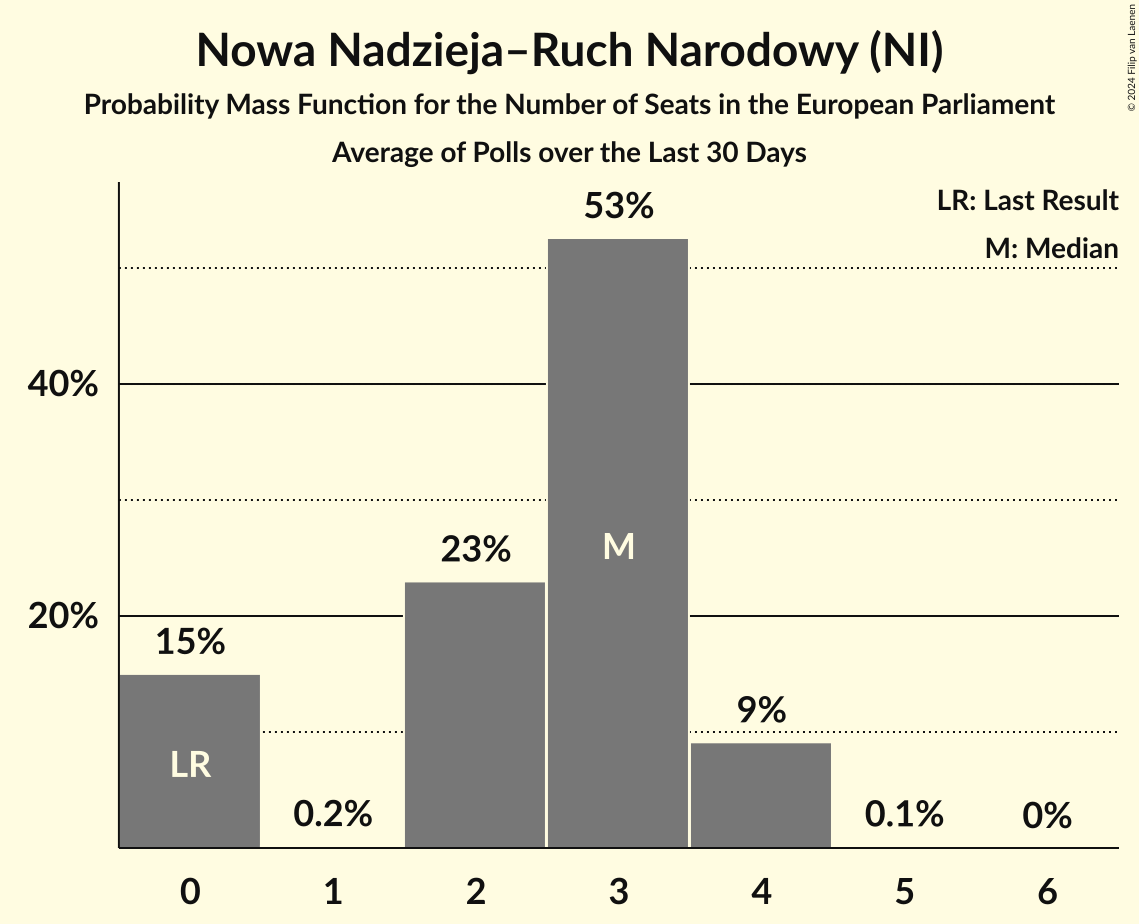 Nowa Nadzieja–Ruch Narodowy (NI)
Probability Mass Function for the Number of Seats in the European Parliament
Average of Polls over the Last 30 Days
© 2024 Filip van Laenen
LR: Last Result
M: Median
53%
40%
23%
M
20%
15%
9%
LR
0.2%
0.1%
0%
0 1 2 3 4 5 6